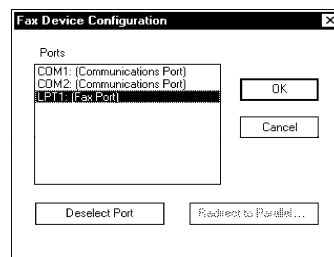 Fax Device Configuration
Ports
COM1: (Communications Port)
COM2: (Communications Port)
LPT1: (Fax Port)
OK
Cancel
Deselect Port
Redirect to Parallel...